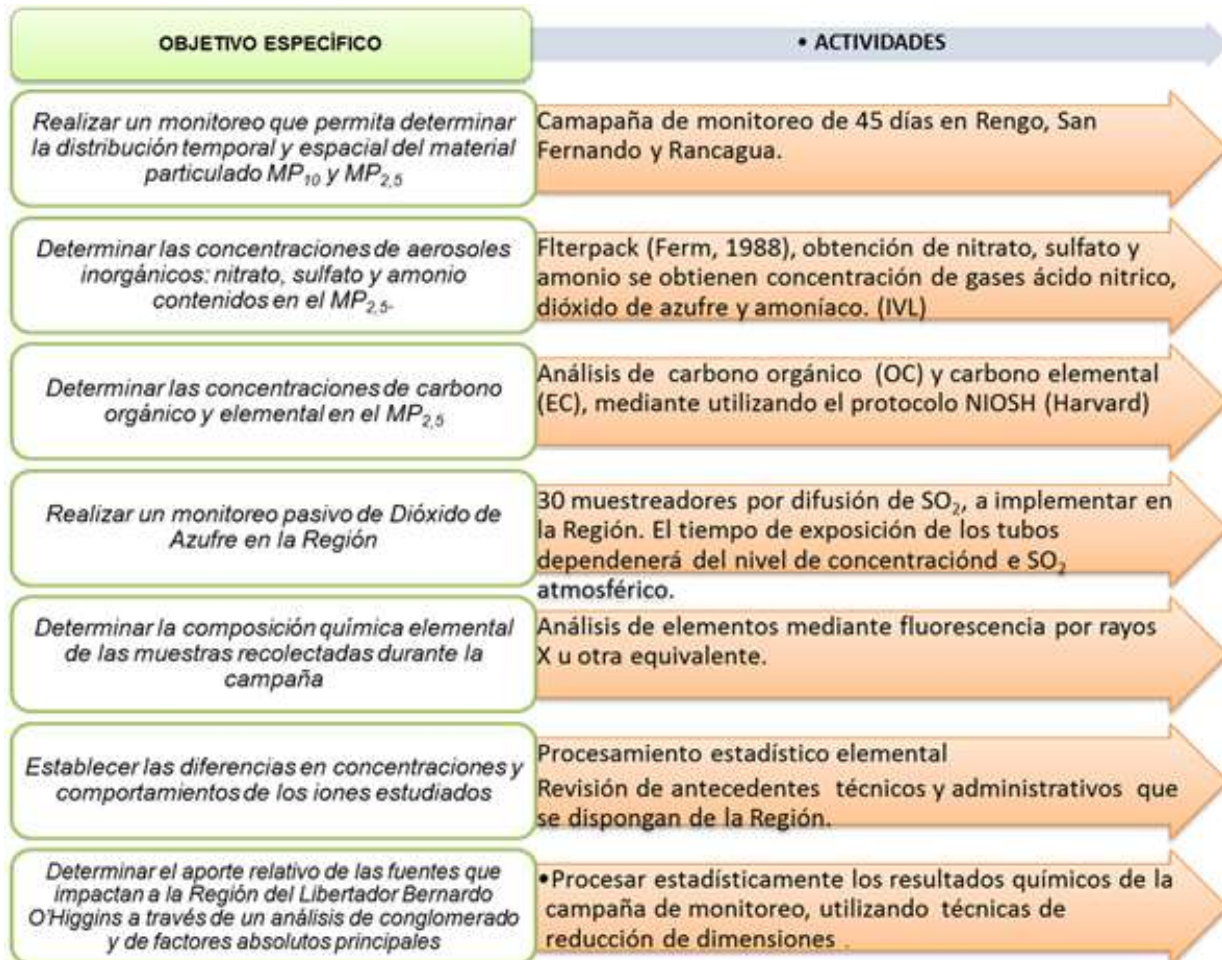 OBJETIVO ESPECÍFICO
• ACTIVIDADES
Realizar un monitoreo que permita determinar
la distribución temporal y espacial del material
particulado MP10 y MP2,5
Camapaña de monitoreo de 45 días en Rengo, San
Fernando y Rancagua.
Determinar las concentraciones de aerosoles
inorgánicos: nitrato, sulfato y amonio
contenidos en el MP2,5.
Flterpack (Ferm, 1988), obtención de nitrato, sulfato y
amonio se obtienen concentración de gases ácido nitrico,
dióxido de azufre y amoníaco. (IVL)
Determinar las concentraciones de carbono
orgánico y elemental en el MP2,5
Análisis de carbono orgánico (OC) y carbono elemental
(EC), mediante utilizando el protocolo NIOSH (Harvard)
Realizar un monitoreo pasivo de Dióxido de
Azufre en la Región
30 muestreadores por difusión de SO2, a implementar en
la Región. El tiempo de exposición de los tubos
dependenerá del nivel de concentraciónd e SO2
atmosférico.
Determinar la composición química elemental
de las muestras recolectadas durante la
campaña
Análisis de elementos mediante fluorescencia por rayos
X u otra equivalente.
Establecer las diferencias en concentraciones y
comportamientos de los iones estudiados
Procesamiento estadístico elemental
Revisión de antecedentes técnicos y administrativos que
se dispongan de la Región.
Determinar el aporte relativo de las fuentes que
impactan a la Región del Libertador Bernardo
O'Higgins a través de un análisis de conglomerado
y de factores absolutos principales
•Procesar estadísticamente los resultados químicos de la
campaña de monitoreo, utilizando técnicas de
reducción de dimensiones .